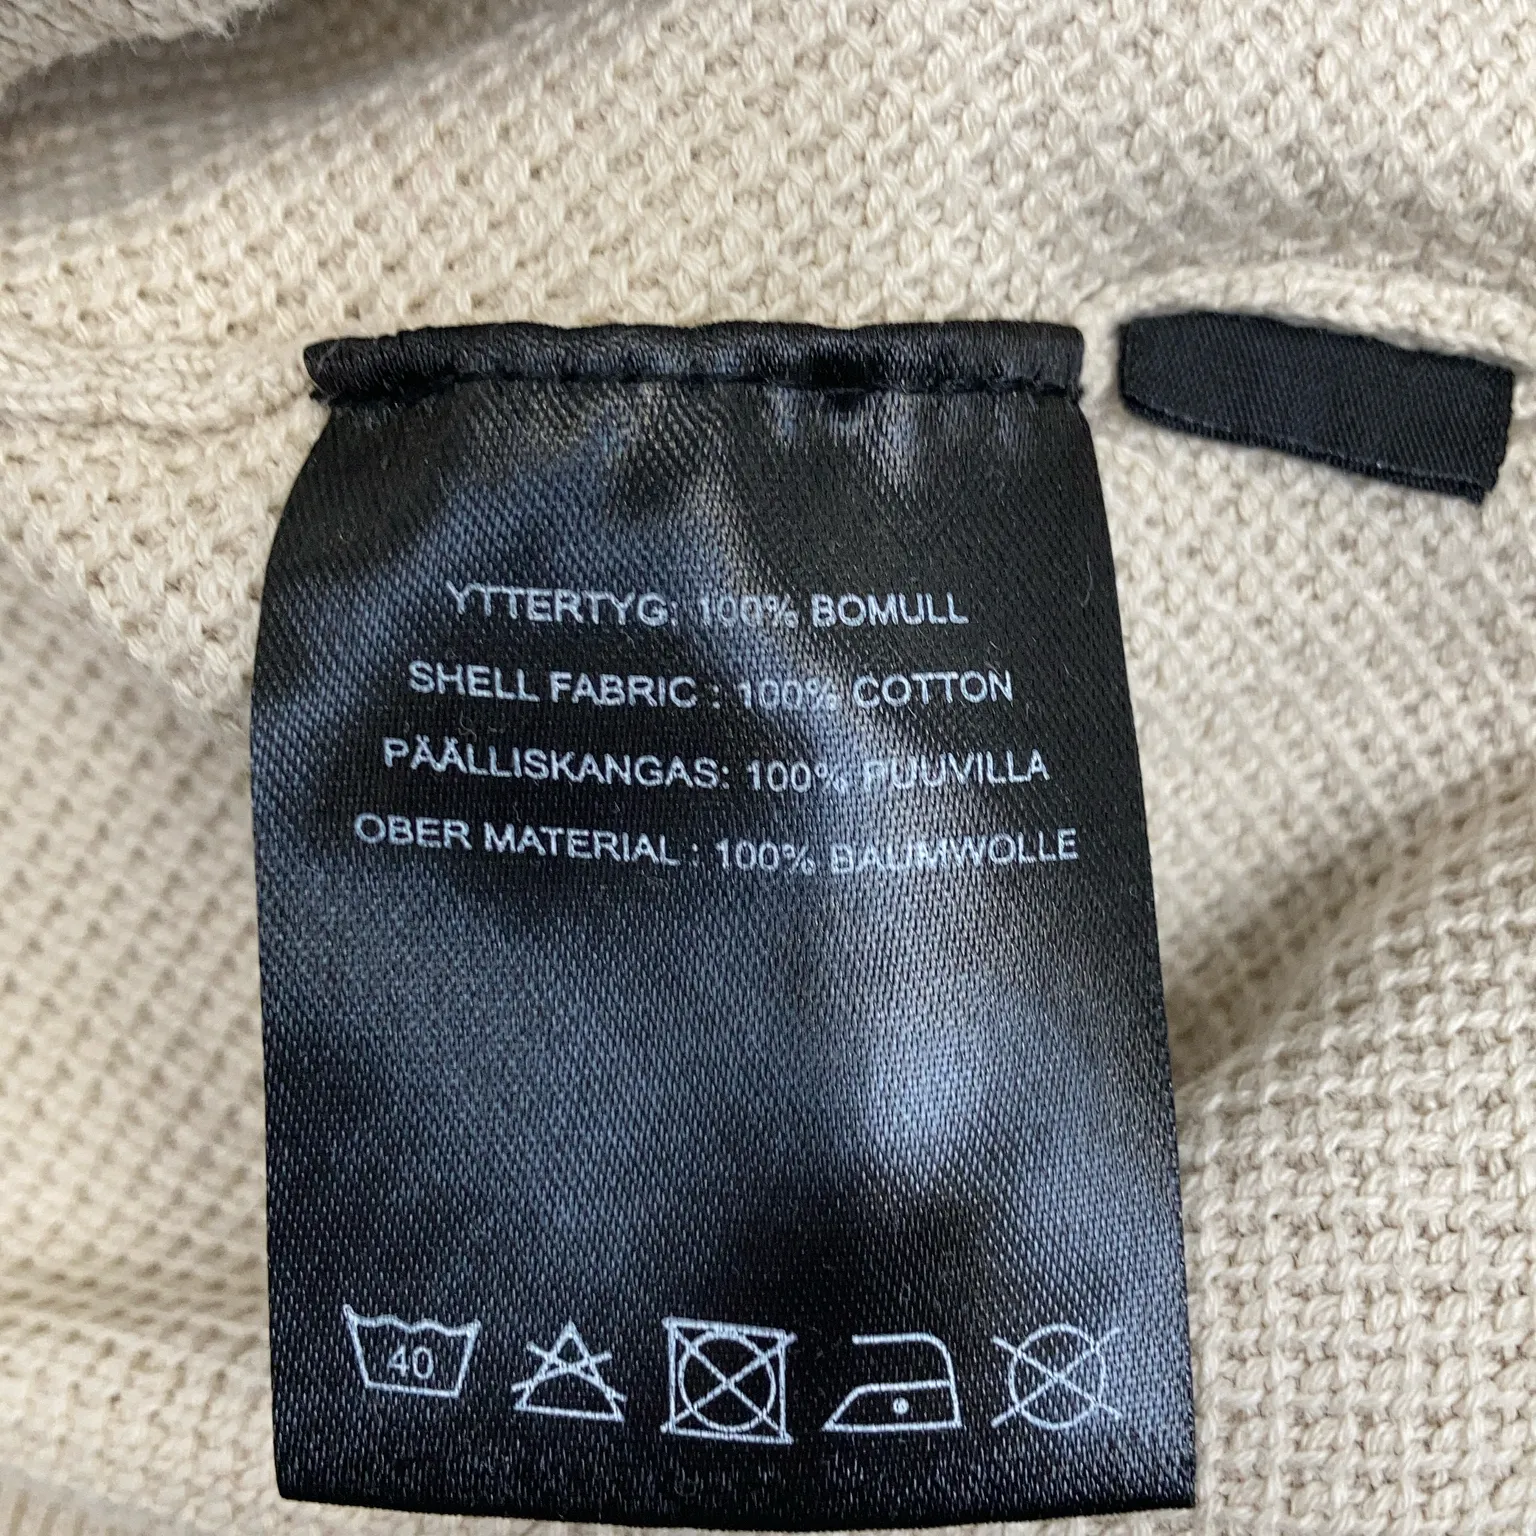 YTTERTYG: 100% BOMULL
SHELL FABRIC : 100% COTTON
PÄÄLLISKANGAS: 100% PUUVILLA
OBER MATERIAL : 100% BAUMWOLLE
40